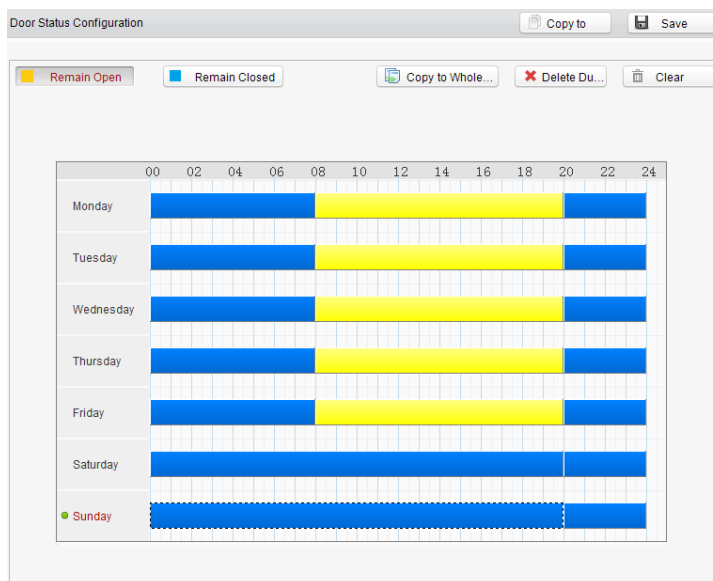 Door Status Configuration Copy to Save
Remain Open Remain Closed Copy to Whole... Delete Du... Clear
00 02 04 06 08 10 12 14 16 18 20 22 24
Monday
Tuesday
Wednesday
Thursday
Friday
Saturday
Sunday